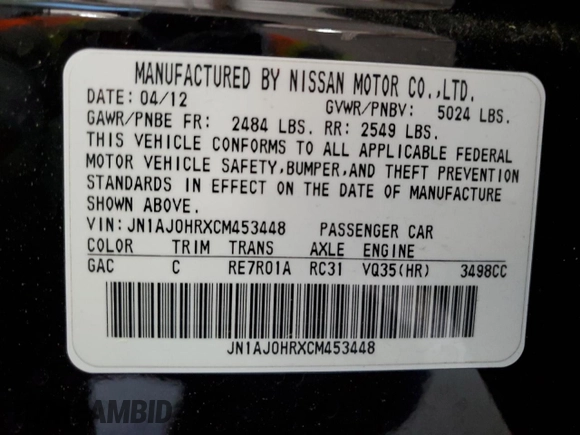 MANUFACTURED BY NISSAN MOTOR CO.,LTD.
DATE: 04/12 GVWR/PNBV: 5024 LBS.
GAWR/PNBE FR: 2484 LBS. RR: 2549 LBS.
THIS VEHICLE CONFORMS TO ALL APPLICABLE FEDERAL
MOTOR VEHICLE SAFETY,BUMPER,AND THEFT PREVENTION
STANDARDS IN EFFECT ON THE DATE OF MANUFACTURE
SHOWN ABOVE.
VIN: JN1AJ0HRXCM453448 PASSENGER CAR
COLOR TRIM TRANS AXLE ENGINE
GAC C RE7R01A RC31 VQ35(HR) 3498CC
JN1AJ0HRXCM453448